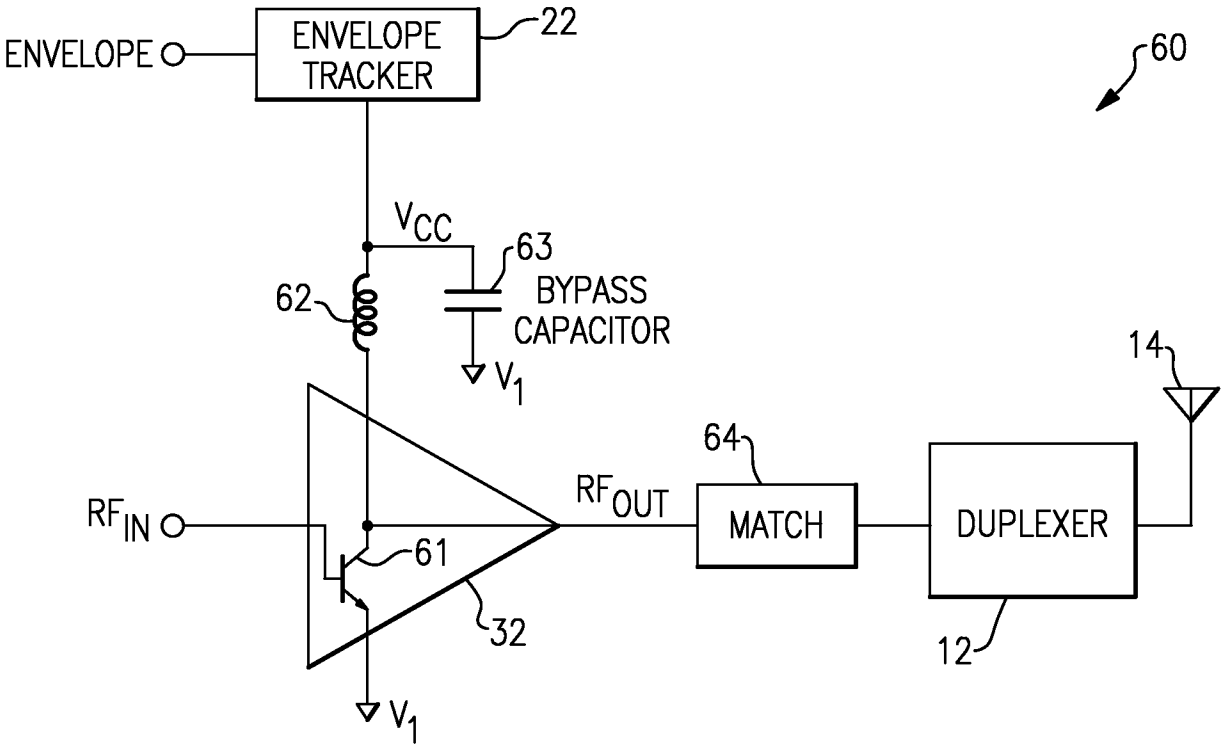 22
ENVELOPE
ENVELOPE
TRACKER
60
VCC
63
62
BYPASS
CAPACITOR
V1
14
64
RFIN
RFOUT
MATCH
DUPLEXER
61
32
12
V1